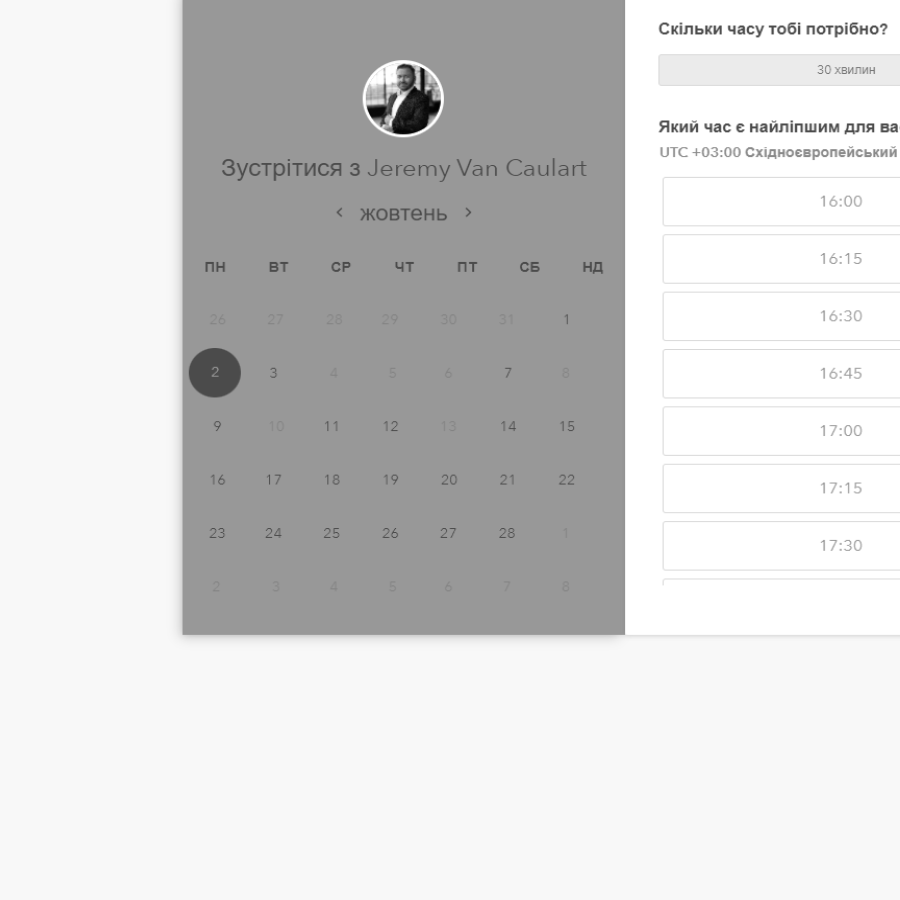 Зустрітися з Jeremy Van Caulart
‹ жовтень ›
ПН ВТ СР ЧТ ПТ СБ НД
26 27 28 29 30 31 1
2 3 4 5 6 7 8
9 10 11 12 13 14 15
16 17 18 19 20 21 22
23 24 25 26 27 28 1
2 3 4 5 6 7 8
Скільки часу тобі потрібно?
30 хвилин
Який час є найліпшим для
UTC +03:00 Східноєвропейський
16:00
16:15
16:30
16:45
17:00
17:15
17:30